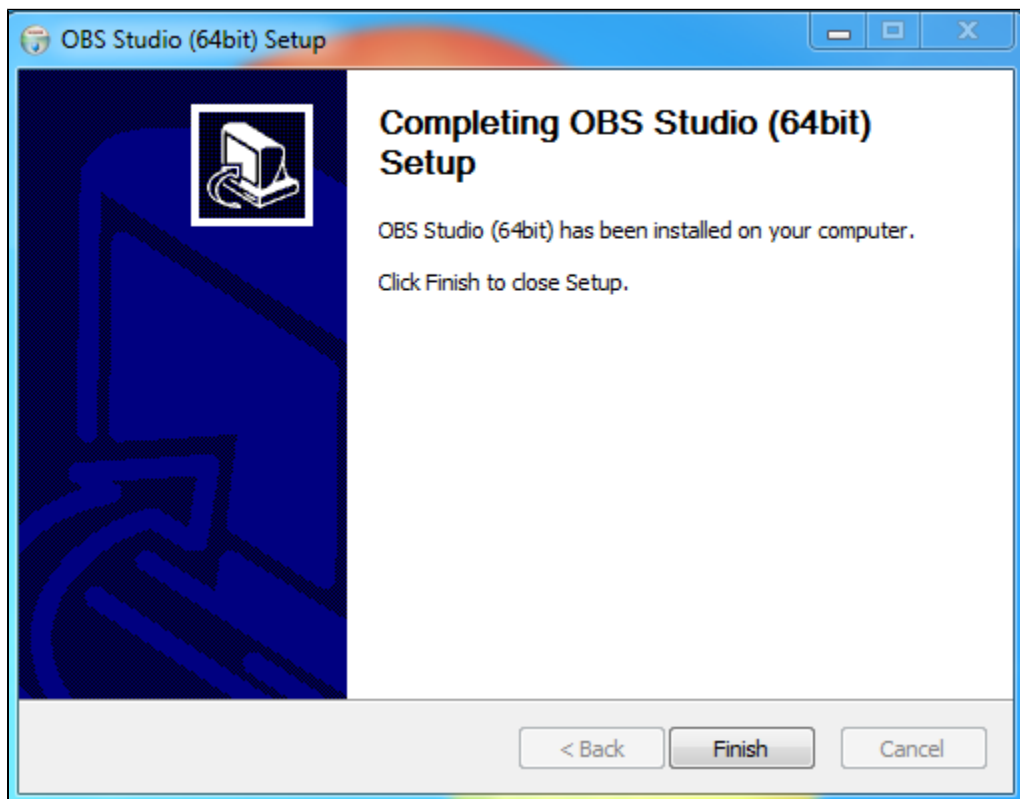 OBS Studio (64bit) Setup
Completing OBS Studio (64bit)
Setup
OBS Studio (64bit) has been installed on your computer.
Click Finish to close Setup.
< Back
Finish
Cancel